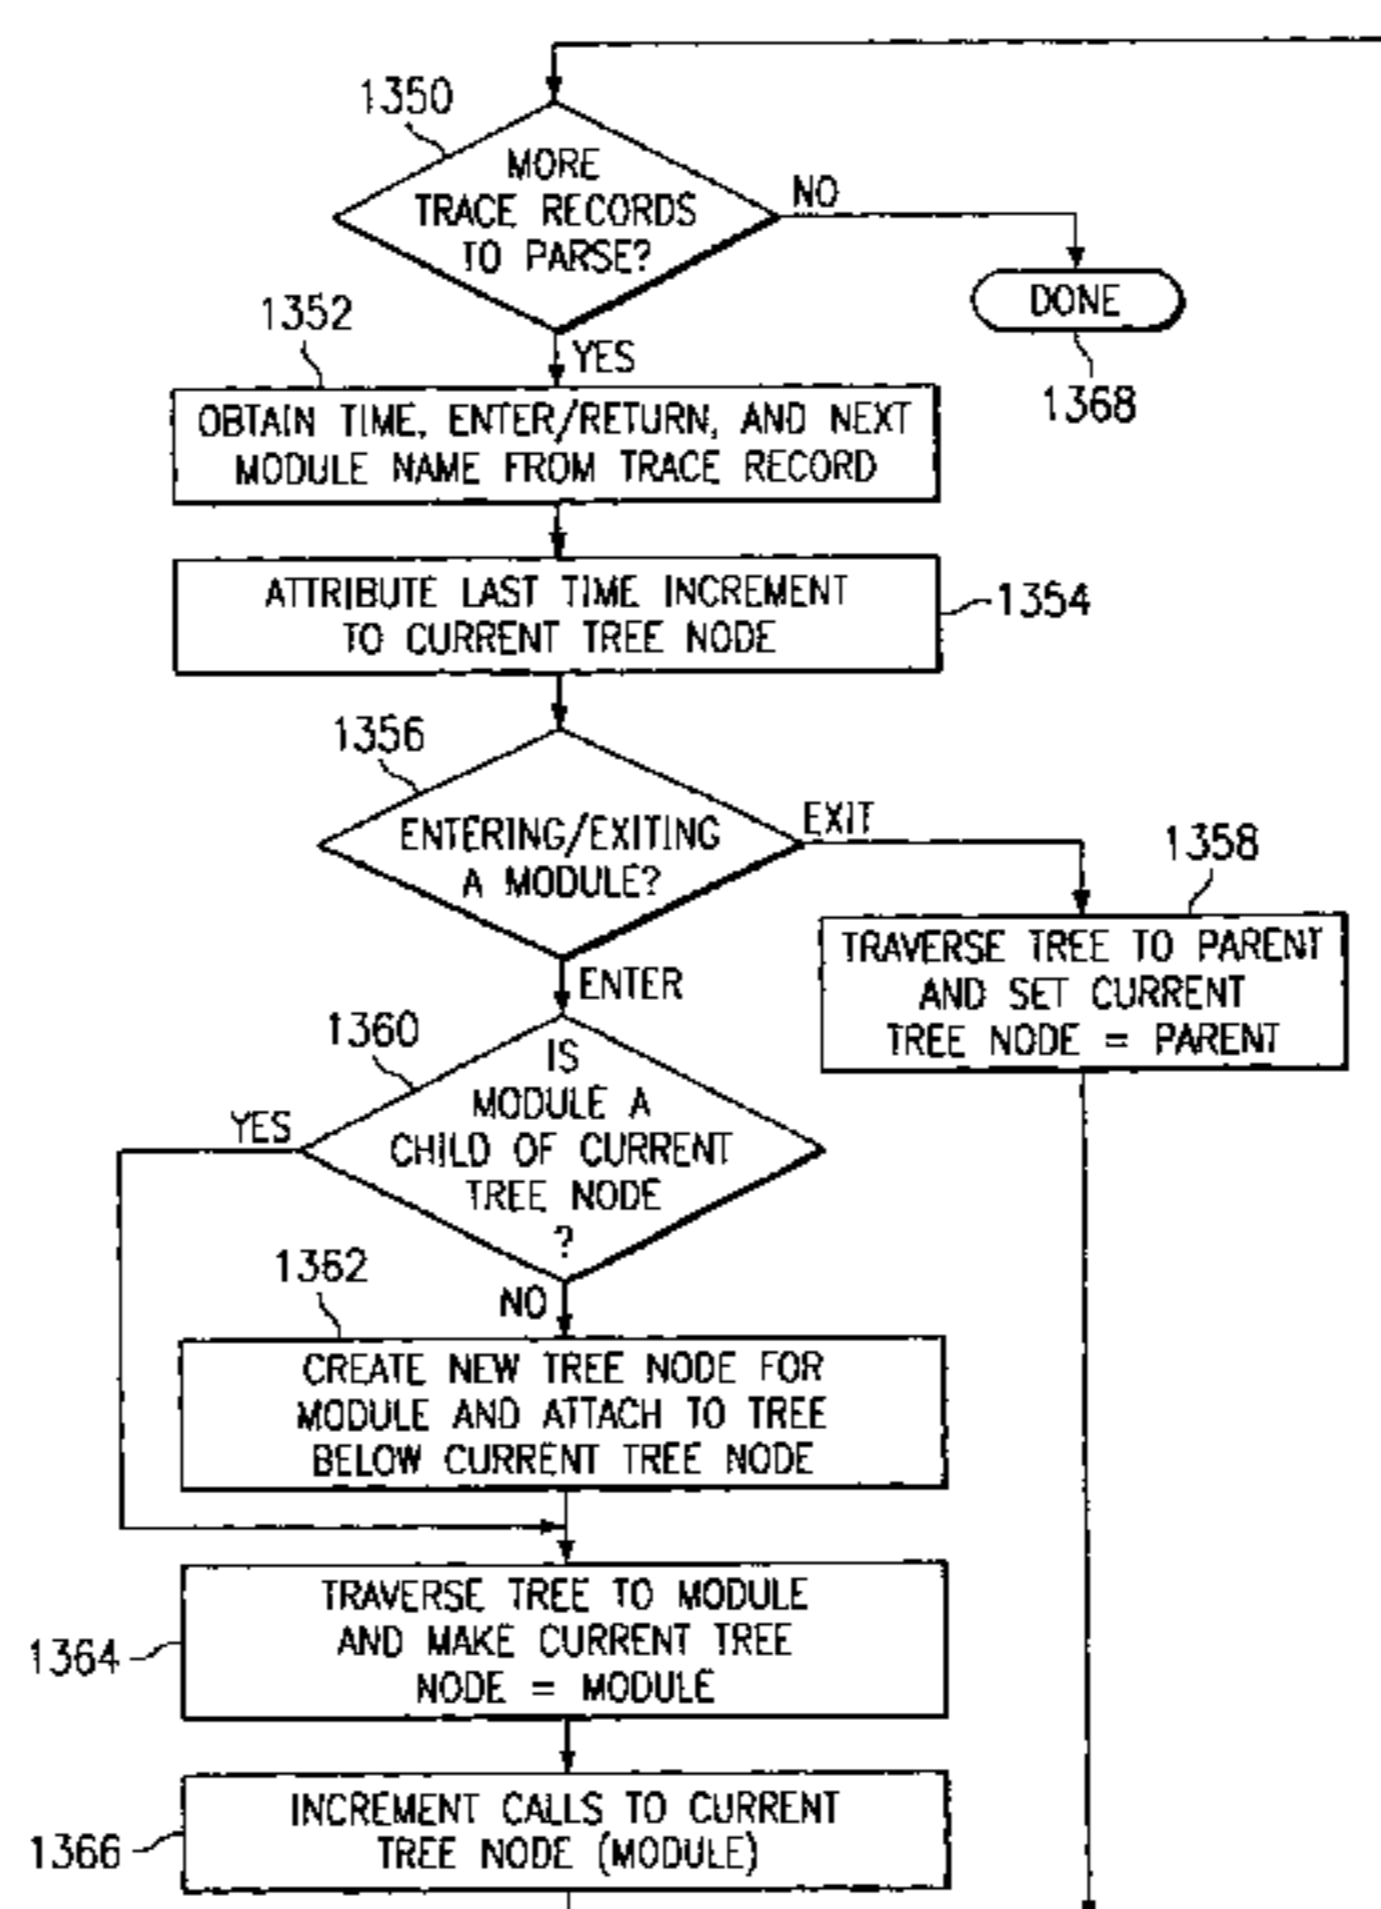 1350
MORE
TRACE RECORDS
TO PARSE?
NO
DONE
1368
YES
1352
OBTAIN TIME, ENTER/RETURN, AND NEXT
MODULE NAME FROM TRACE RECORD
ATTRIBUTE LAST TIME INCREMENT
TO CURRENT TREE NODE
1354
1356
ENTERING/EXITING
A MODULE?
EXIT
1358
TRAVERSE TREE TO PARENT
AND SET CURRENT
TREE NODE = PARENT
ENTER
1360
IS
MODULE A
CHILD OF CURRENT
TREE NODE
?
YES
NO
1362
CREATE NEW TREE NODE FOR
MODULE AND ATTACH TO TREE
BELOW CURRENT TREE NODE
TRAVERSE TREE TO MODULE
AND MAKE CURRENT TREE
NODE = MODULE
1364
INCREMENT CALLS TO CURRENT
TREE NODE (MODULE)
1366